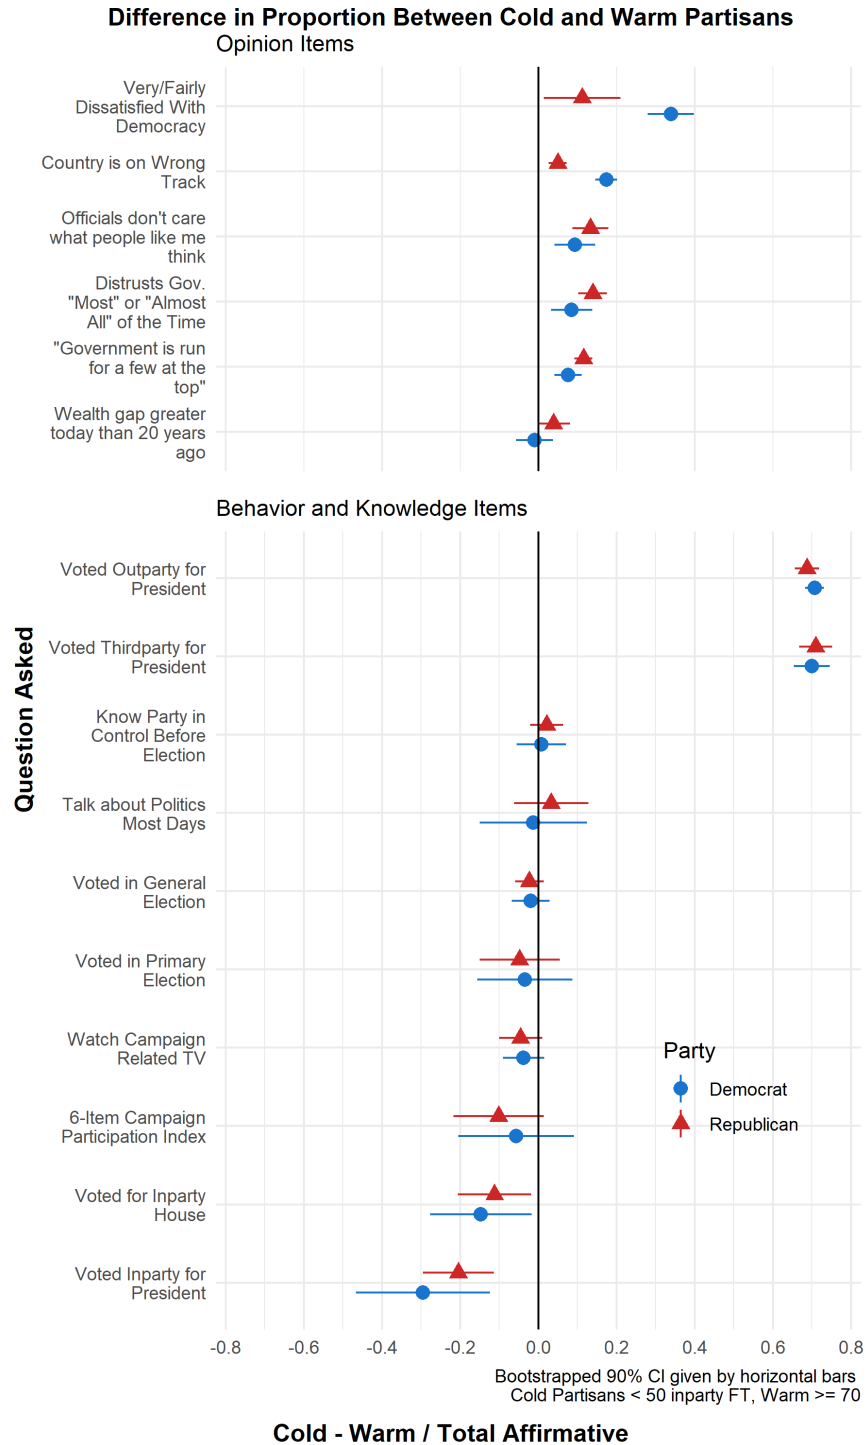 Difference in Proportion Between Cold and Warm Partisans
Opinion Items
Very/Fairly
Dissatisfied With
Democracy
Country is on Wrong
Track
Officials don't care
what people like me
think
Distrusts Gov.
"Most" or "Almost
All" of the Time
"Government is run
for a few at the
top"
Wealth gap greater
today than 20 years
ago
Behavior and Knowledge Items
Question Asked
Voted Outparty for
President
Voted Thirdparty for
President
Know Party in
Control Before
Election
Talk about Politics
Most Days
Voted in General
Election
Voted in Primary
Election
Watch Campaign
Related TV
6-Item Campaign
Participation Index
Voted for Inparty
House
Voted Inparty for
President
Party
Democrat
Republican
-0.8 -0.6 -0.4 -0.2 0.0 0.2 0.4 0.6 0.8
Bootstrapped 90% CI given by horizontal bars
Cold Partisans < 50 inparty FT, Warm >= 70
Cold - Warm / Total Affirmative